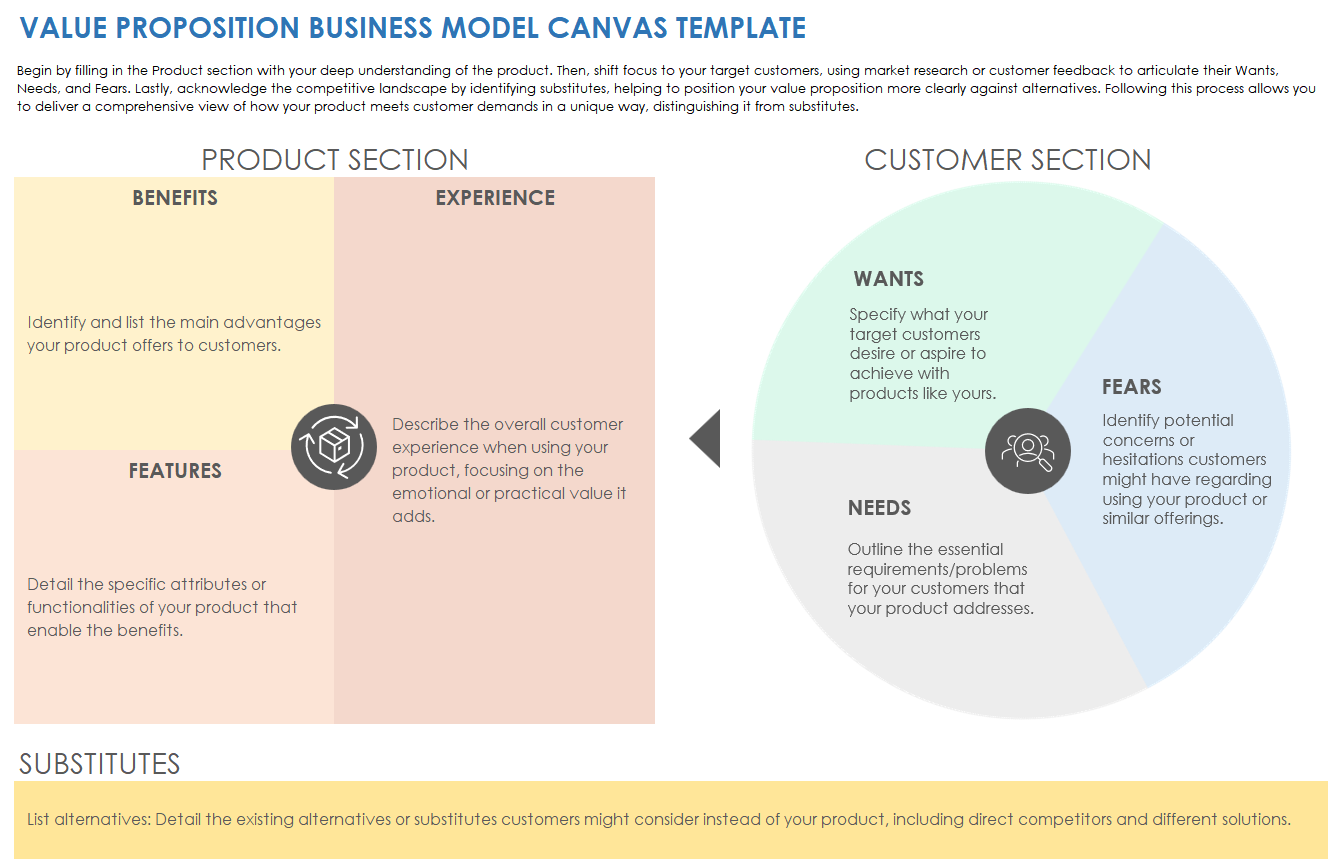 VALUE PROPOSITION BUSINESS MODEL CANVAS TEMPLATE
Begin by filling in the Product section with your deep understanding of the product. Then, shift focus to your target customers, using market research or customer feedback to articulate their Wants,
Needs, and Fears. Lastly, acknowledge the competitive landscape by identifying substitutes, helping to position your value proposition more clearly against alternatives. Following this process allows you
to deliver a comprehensive view of how your product meets customer demands in a unique way, distinguishing it from substitutes.
PRODUCT SECTION
BENEFITS
Identify and list the main advantages
your product offers to customers.
FEATURES
Detail the specific attributes or
functionalities of your product that
enable the benefits.
EXPERIENCE
Describe the overall customer
experience when using your
product, focusing on the
emotional or practical value it
adds.
CUSTOMER SECTION
WANTS
Specify what your
target customers
desire or aspire to
achieve with
products like yours.
FEARS
Identify potential
concerns or
hesitations customers
might have regarding
using your product or
similar offerings.
NEEDS
Outline the essential
requirements/problems
for your customers that
your product addresses.
SUBSTITUTES
List alternatives: Detail the existing alternatives or substitutes customers might consider instead of your product, including direct competitors and different solutions.